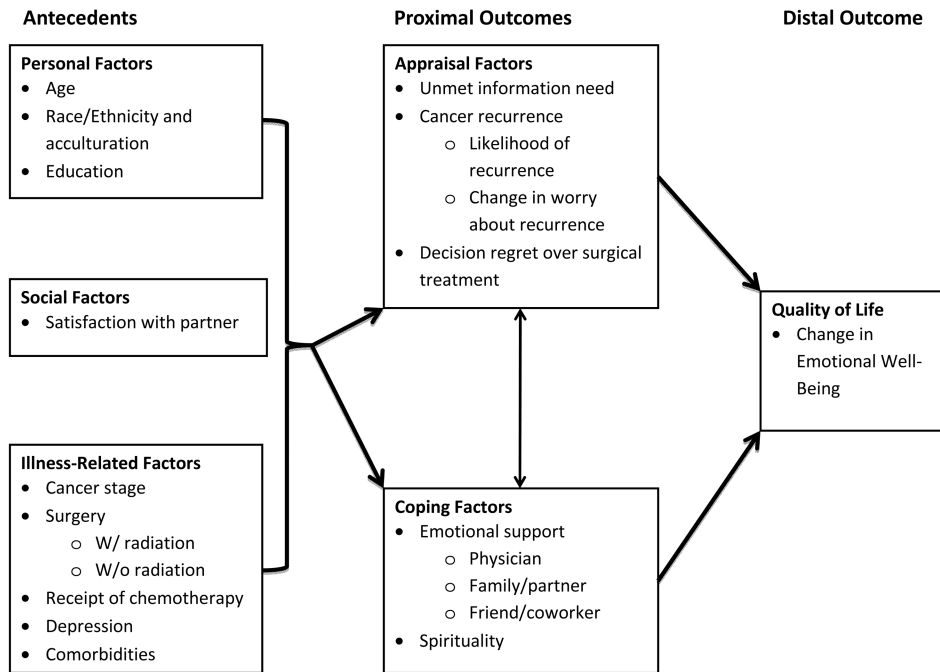 Antecedents
Personal Factors
• Age
• Race/Ethnicity and
acculturation
• Education
Social Factors
• Satisfaction with partner
Illness-Related Factors
• Cancer stage
• Surgery
o W/ radiation
o W/o radiation
• Receipt of chemotherapy
• Depression
• Comorbidities
Proximal Outcomes
Appraisal Factors
• Unmet information need
• Cancer recurrence
o Likelihood of
recurrence
o Change in worry
about recurrence
• Decision regret over surgical
treatment
Coping Factors
• Emotional support
o Physician
o Family/partner
o Friend/coworker
• Spirituality
Distal Outcome
Quality of Life
• Change in
Emotional Well-
Being